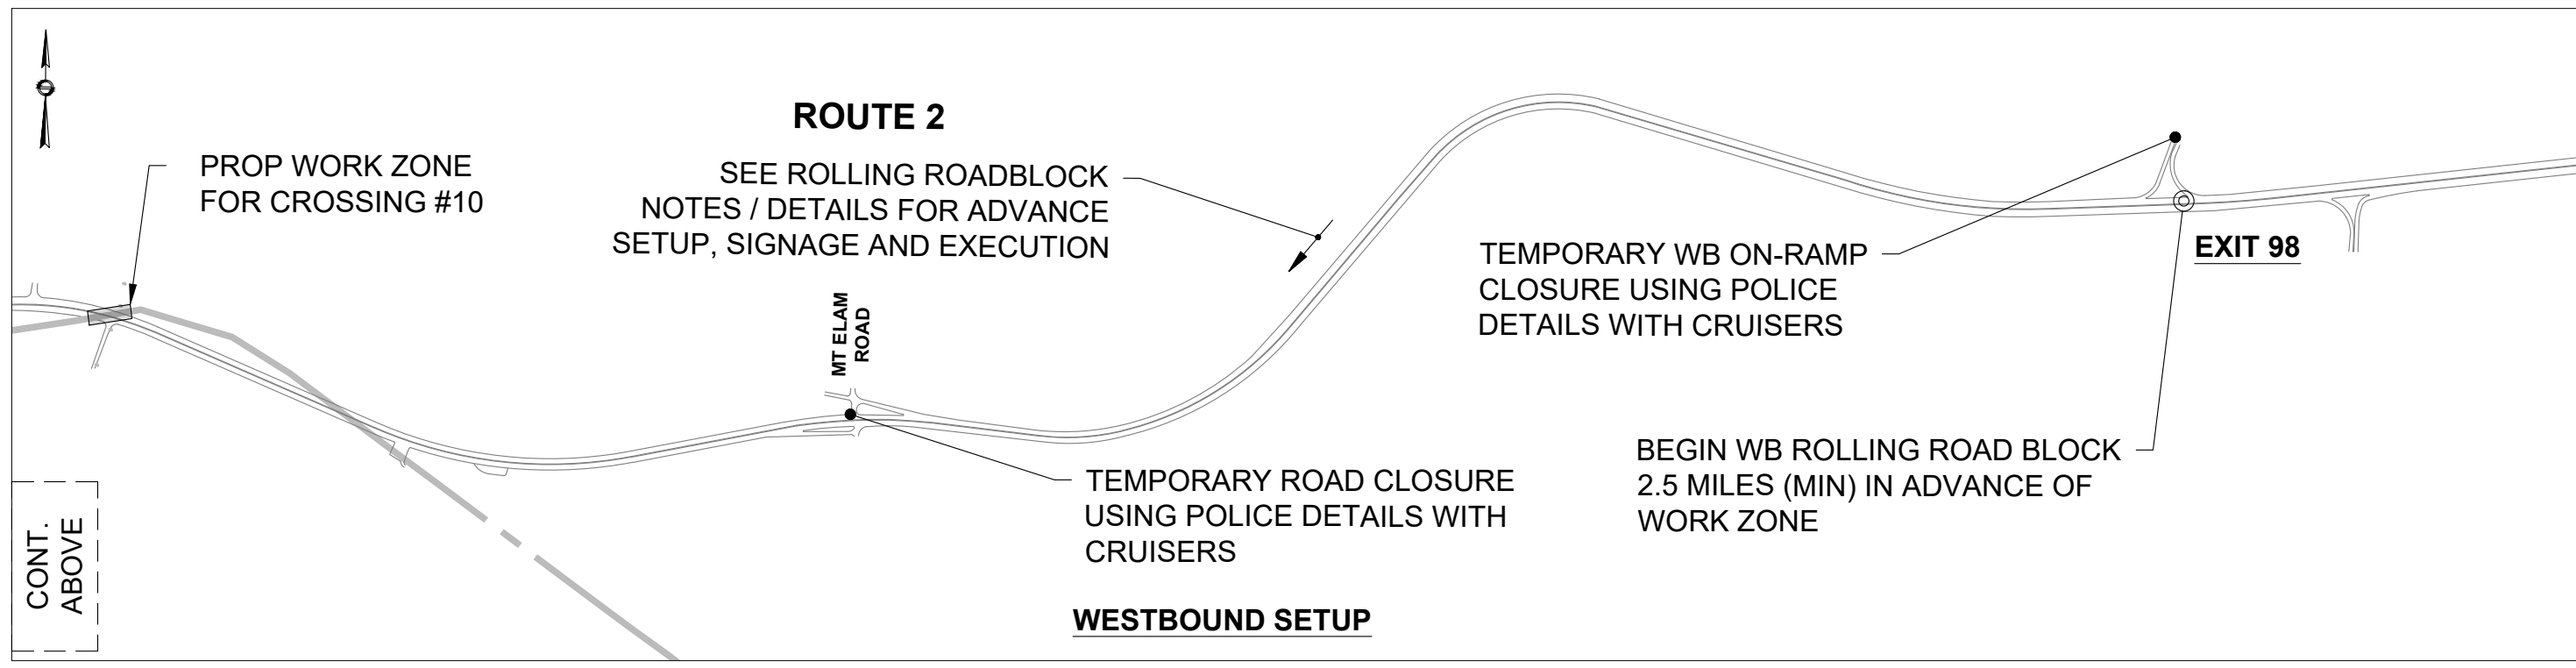 ROUTE 2
PROP WORK ZONE
FOR CROSSING #10
SEE ROLLING ROADBLOCK
NOTES / DETAILS FOR ADVANCE
SETUP, SIGNAGE AND EXECUTION
MT ELAM
ROAD
TEMPORARY WB ON-RAMP
CLOSURE USING POLICE
DETAILS WITH CRUISERS
EXIT 98
TEMPORARY ROAD CLOSURE
USING POLICE DETAILS WITH
CRUISERS
BEGIN WB ROLLING ROAD BLOCK
2.5 MILES (MIN) IN ADVANCE OF
WORK ZONE
CONT.
ABOVE
WESTBOUND SETUP